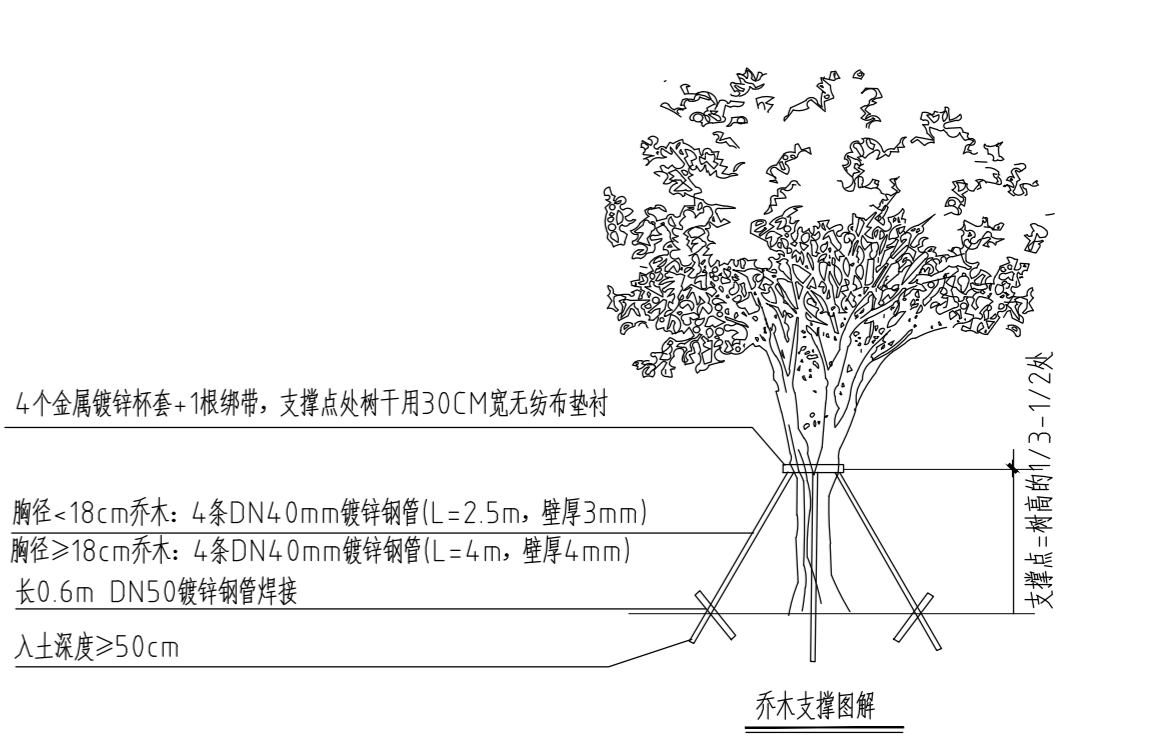 4个金属镀锌杯套+1根绑带，支撑点处树干用30CM宽无纺布垫衬
胸径<18cm乔木：4条DN40mm镀锌钢管(L=2.5m，壁厚3mm)
胸径≥18cm乔木：4条DN40mm镀锌钢管(L=4m，壁厚4mm)
长0.6m DN50镀锌钢管焊接
入土深度≥50cm
支撑点=树高的1/3-1/2处
乔木支撑图解